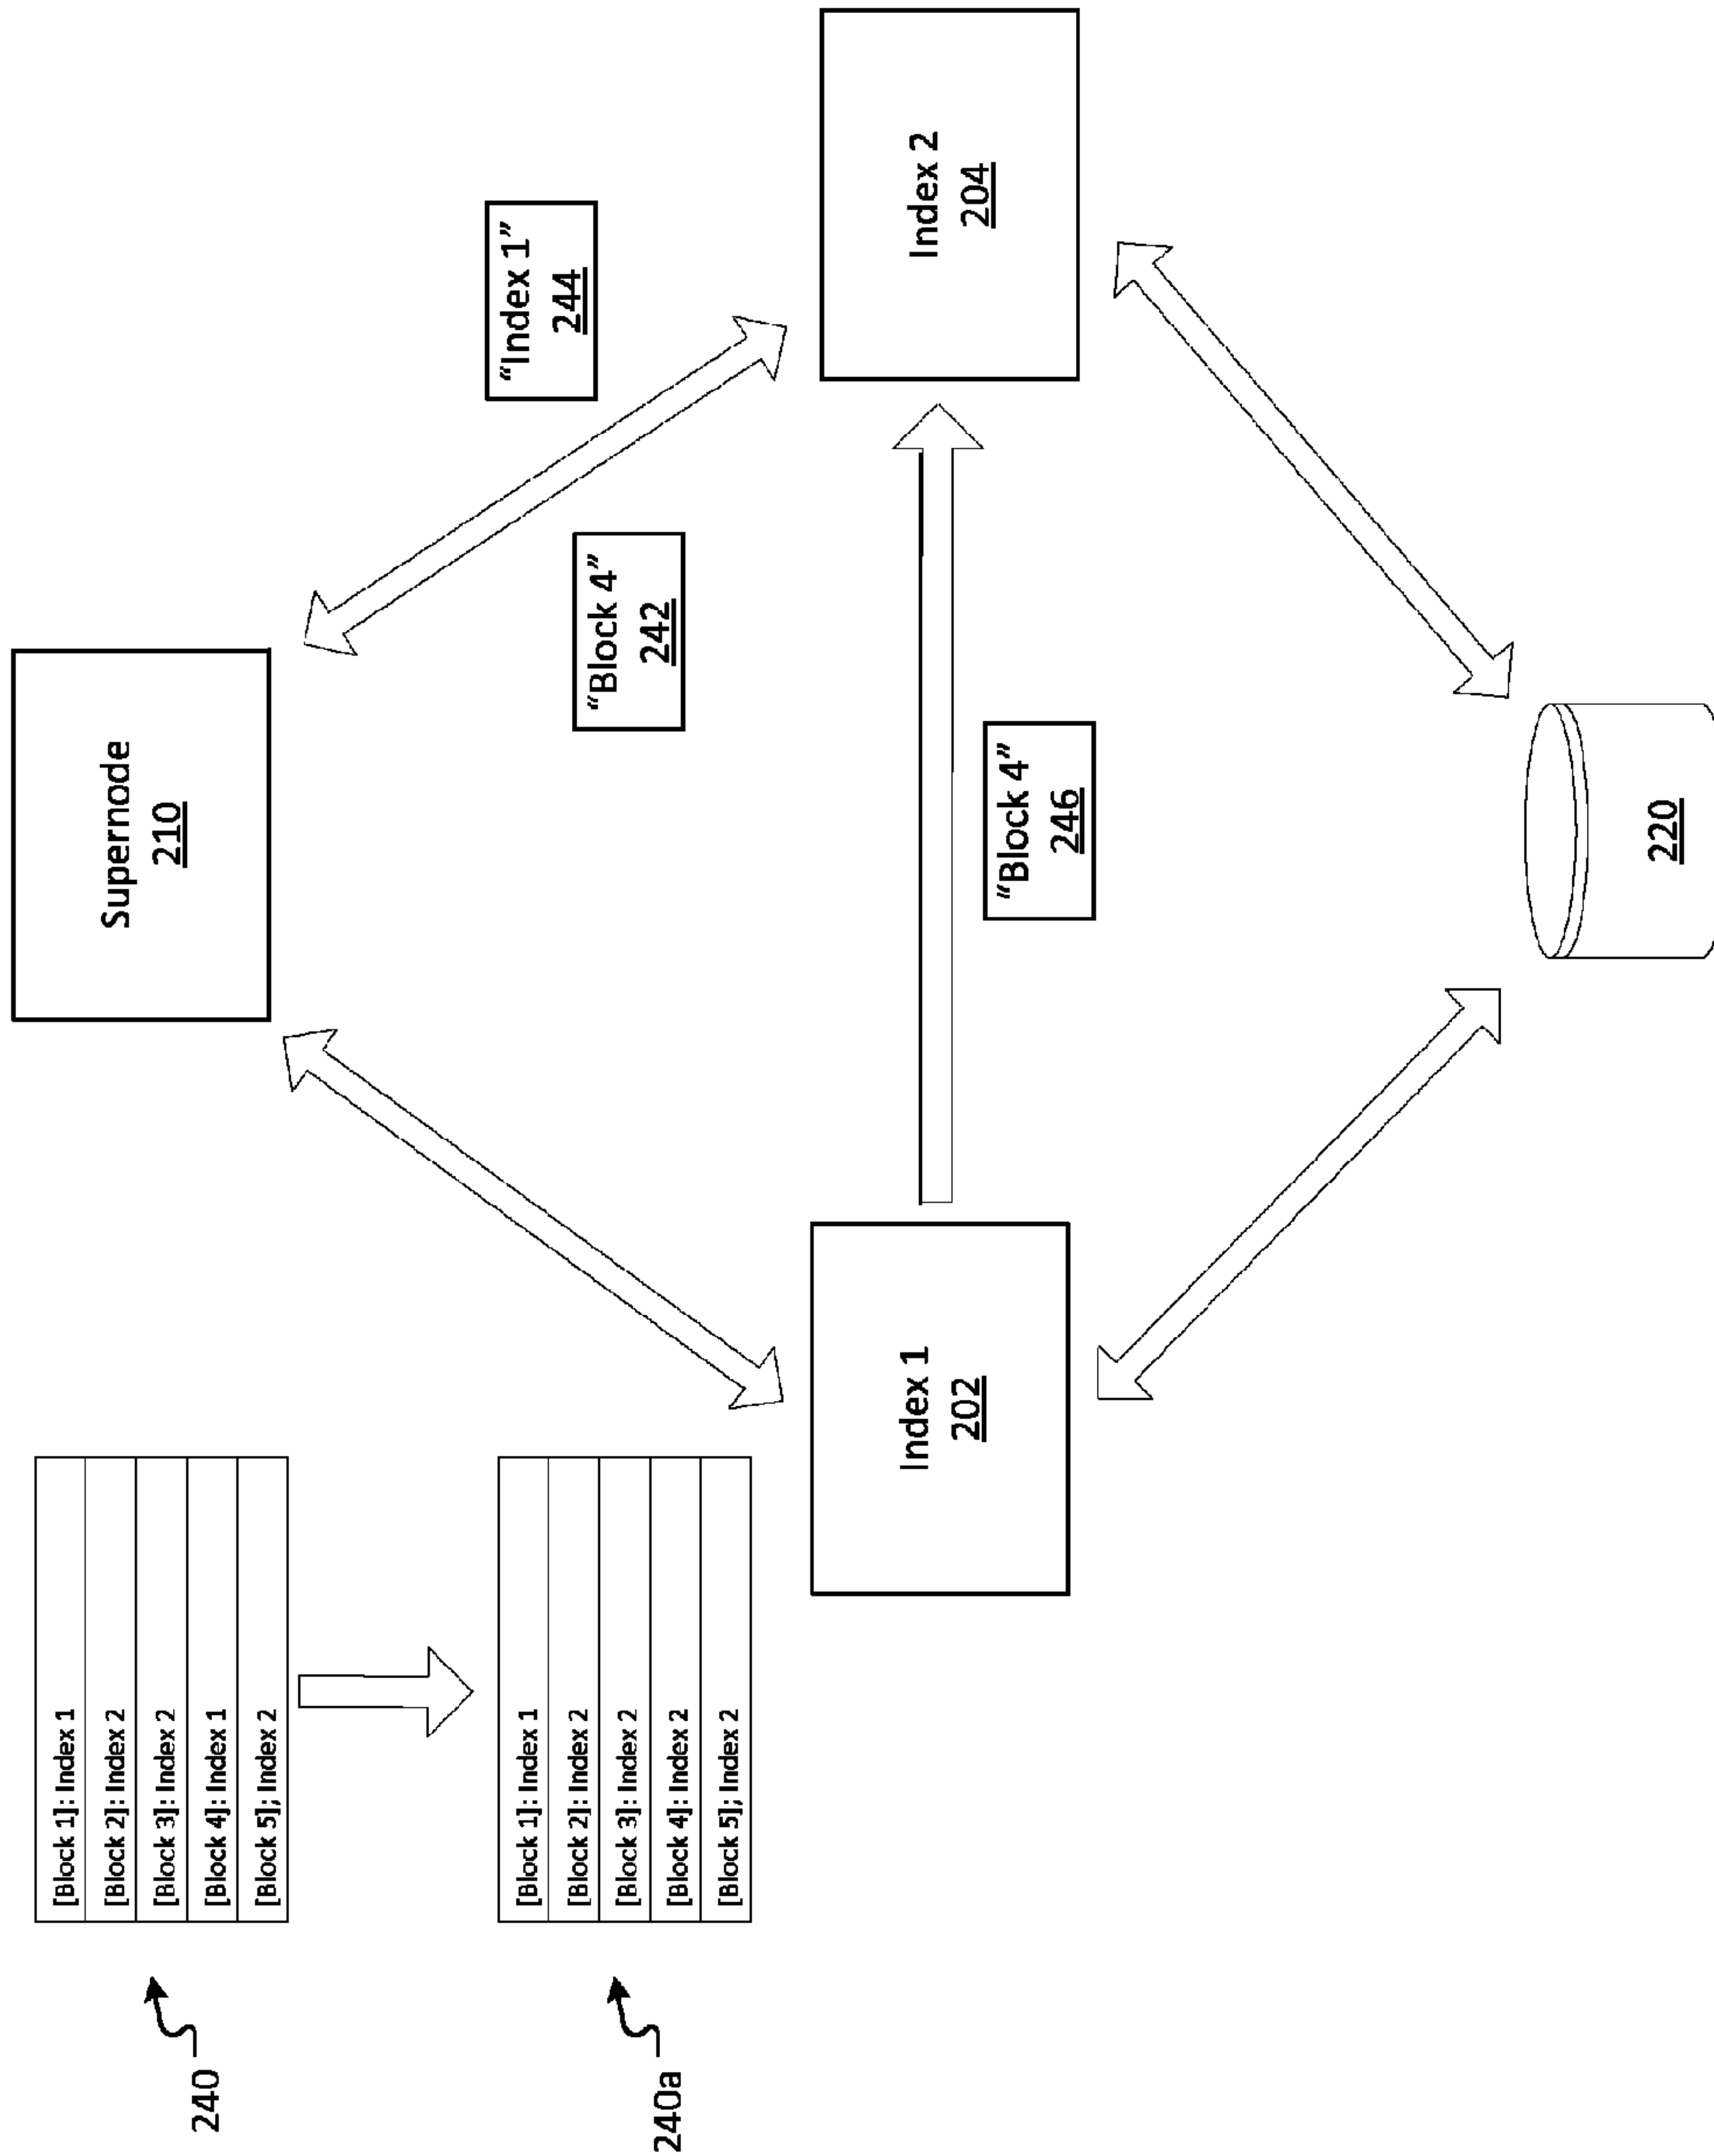 240
[Block 1]: Index 1
[Block 2]: Index 2
[Block 3]: Index 2
[Block 4]: Index 1
[Block 5]; Index 2
240a
[Block 1]: Index 1
[Block 2]: Index 2
[Block 3]: Index 2
[Block 4]: Index 2
[Block 5]; Index 2
Supernode
210
“Index 1”
244
“Block 4”
242
Index 1
202
Index 2
204
“Block 4”
246
220